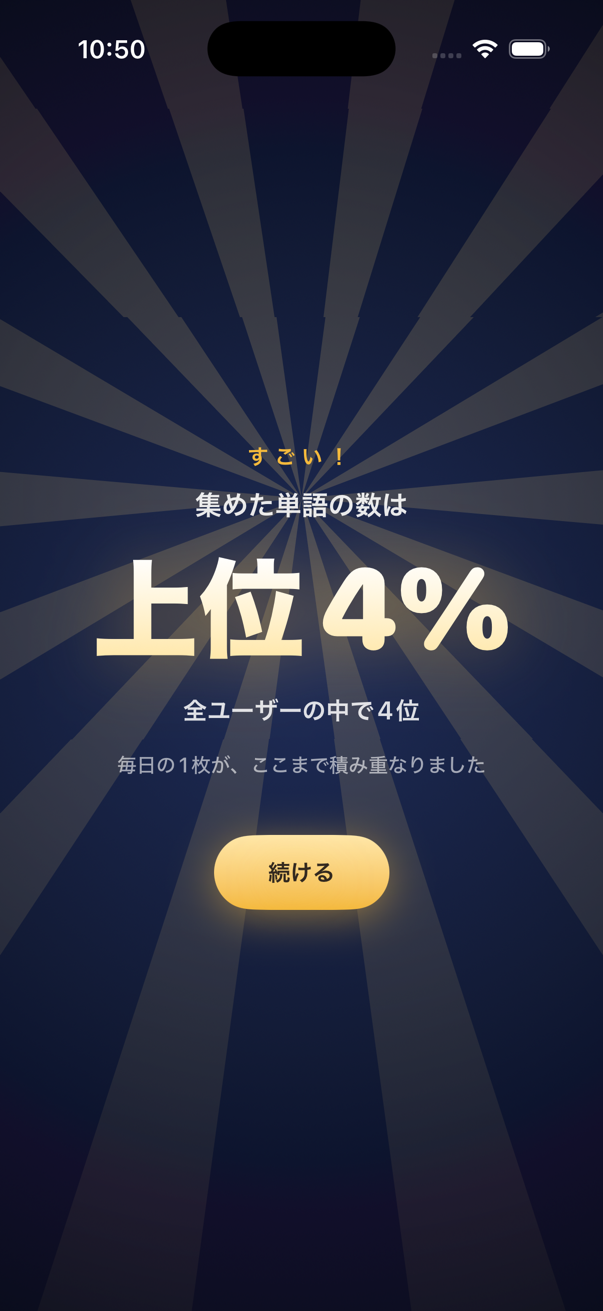 10:50
すごい！
集めた単語の数は
上位4%
全ユーザーの中で4位
毎日の1枚が、ここまで積み重なりました
続ける